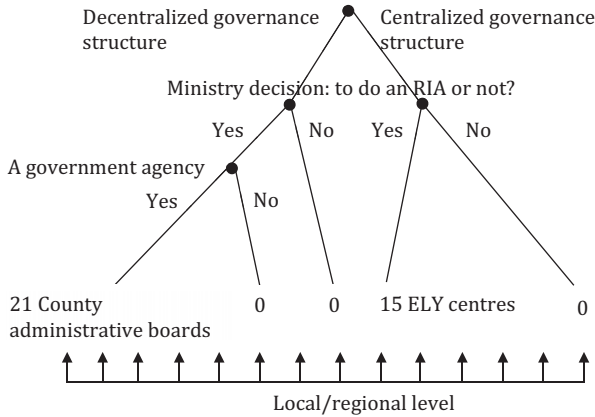 Decentralized governance
structure
Centralized governance
structure
Ministry decision: to do an RIA or not?
Yes
No
Yes
No
A government agency
Yes
No
21 County
administrative boards
0
0
15 ELY centres
0
Local/regional level